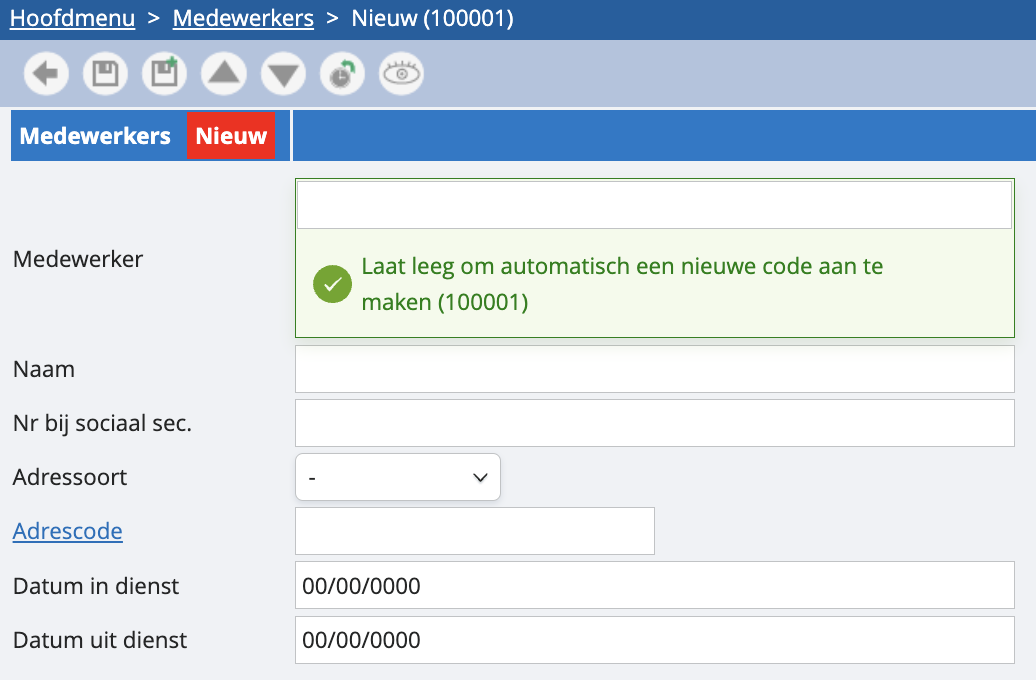 Hoofdmenu > Medewerkers > Nieuw (100001)
Medewerkers Nieuw
Medewerker
Laat leeg om automatisch een nieuwe code aan te
maken (100001)
Naam
Nr bij sociaal sec.
Adressoort -
Adrescode
Datum in dienst 00/00/0000
Datum uit dienst 00/00/0000